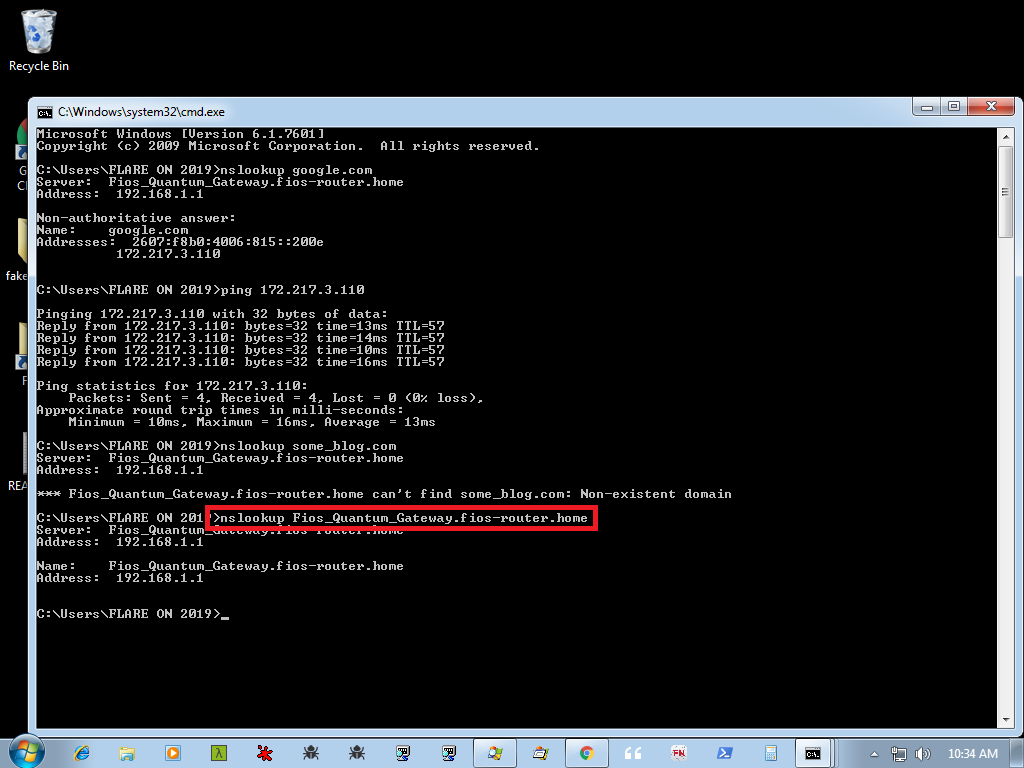 Recycle Bin
C:\Windows\system32\cmd.exe
Microsoft Windows [Version 6.1.7601]
Copyright (c) 2009 Microsoft Corporation.  All rights reserved.
C:\Users\FLARE ON 2019>nslookup google.com
Server:  Fios_Quantum_Gateway.fios-router.home
Address:  192.168.1.1
Non-authoritative answer:
Name:    google.com
Addresses:  2607:f8b0:4006:815::200e
172.217.3.110
C:\Users\FLARE ON 2019>ping 172.217.3.110
Pinging 172.217.3.110 with 32 bytes of data:
Reply from 172.217.3.110: bytes=32 time=13ms TTL=57
Reply from 172.217.3.110: bytes=32 time=14ms TTL=57
Reply from 172.217.3.110: bytes=32 time=10ms TTL=57
Reply from 172.217.3.110: bytes=32 time=16ms TTL=57
Ping statistics for 172.217.3.110:
Packets: Sent = 4, Received = 4, Lost = 0 (0% loss),
Approximate round trip times in milli-seconds:
Minimum = 10ms, Maximum = 16ms, Average = 13ms
C:\Users\FLARE ON 2019>nslookup some_blog.com
Server:  Fios_Quantum_Gateway.fios-router.home
Address:  192.168.1.1
*** Fios_Quantum_Gateway.fios-router.home can't find some_blog.com: Non-existent domain
C:\Users\FLARE ON 2019>nslookup Fios_Quantum_Gateway.fios-router.home
Server:  Fios_Quantum_Gateway.fios-router.home
Address:  192.168.1.1
Name:    Fios_Quantum_Gateway.fios-router.home
Address:  192.168.1.1
C:\Users\FLARE ON 2019>_
fake
10:34 AM